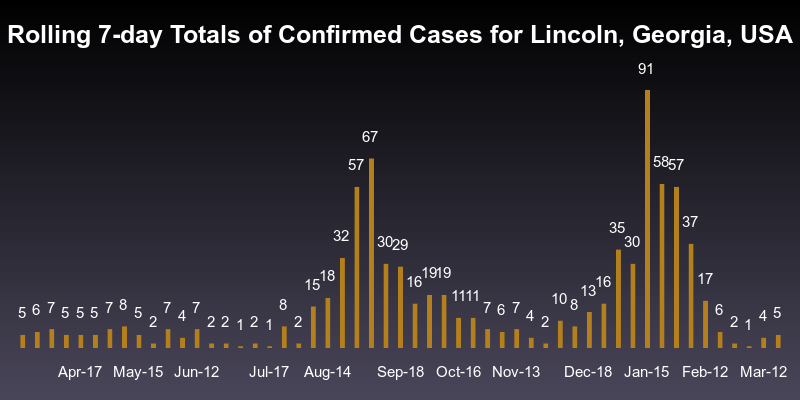 Rolling 7-day Totals of Confirmed Cases for Lincoln, Georgia, USA
5 6 7 5 5 5 7 8 5 2 7 4 7 2 2 1 2 1 8 2 15 18 32 57 67 30 29 16 19 19 11 11 7 6 7 4 2 10 8 13 16 35 30 91 58 57 37 17 6 2 1 4 5
Apr-17 May-15 Jun-12 Jul-17 Aug-14 Sep-18 Oct-16 Nov-13 Dec-18 Jan-15 Feb-12 Mar-12